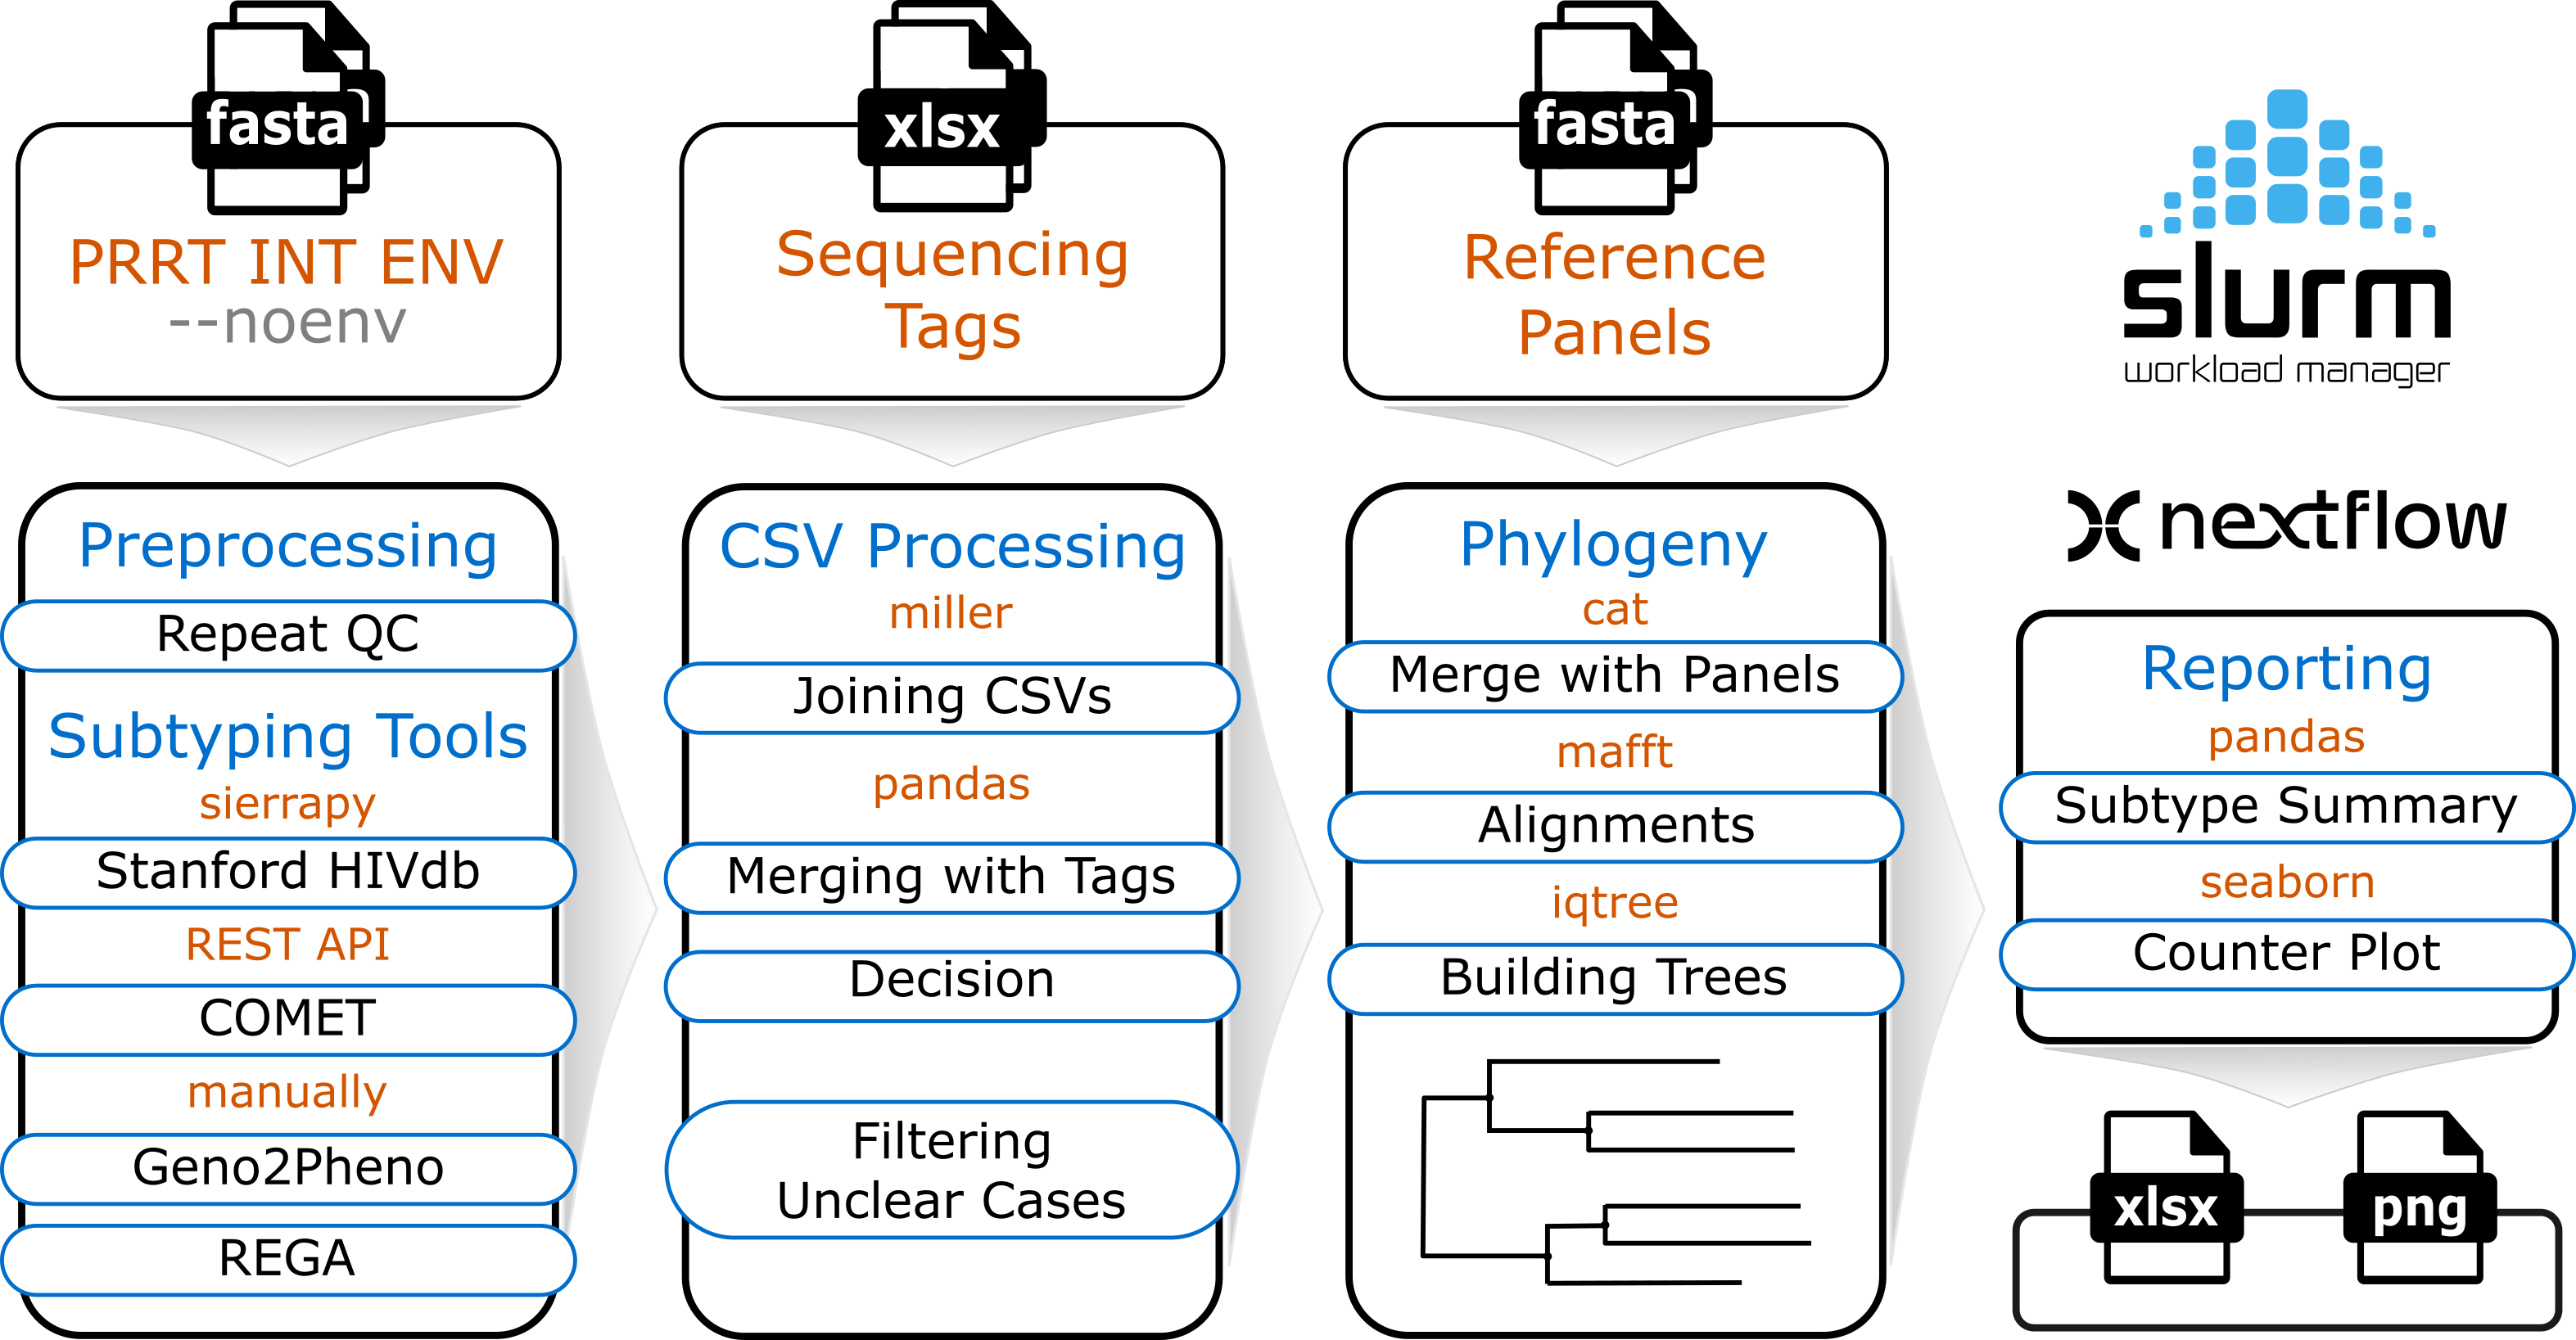 fasta
PRRT INT ENV
--noenv
Preprocessing
Repeat QC
Subtyping Tools
sierrapy
Stanford HIVdb
REST API
COMET
manually
Geno2Pheno
REGA
xlsx
Sequencing
Tags
CSV Processing
miller
Joining CSVs
pandas
Merging with Tags
Decision
Filtering
Unclear Cases
fasta
Reference
Panels
Phylogeny
cat
Merge with Panels
mafft
Alignments
iqtree
Building Trees
slurm
workload manager
nextflow
Reporting
pandas
Subtype Summary
seaborn
Counter Plot
xlsx
png